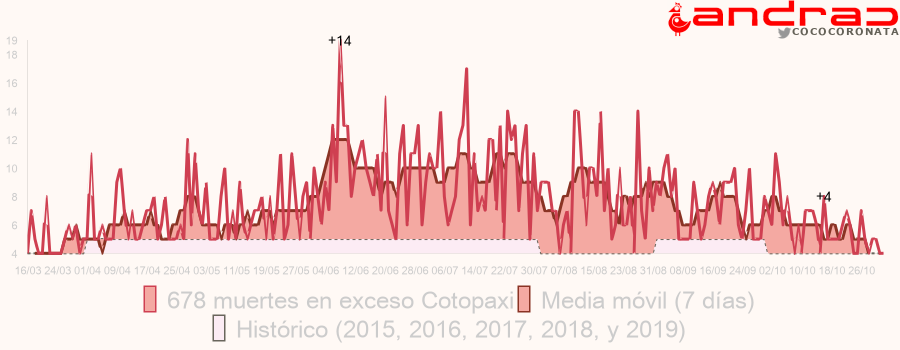 andrac
COCOCORONATA
19
18
16
14
12
10
8
6
4
+14
+4
16/03 24/03 01/04 09/04 17/04 25/04 03/05 11/05 19/05 27/05 04/06 12/06 20/06 28/06 06/07 14/07 22/07 30/07 07/08 15/08 23/08 31/08 08/09 16/09 24/09 02/10 10/10 18/10 26/10
678 muertes en exceso Cotopaxi Media móvil (7 días)
Histórico (2015, 2016, 2017, 2018, y 2019)